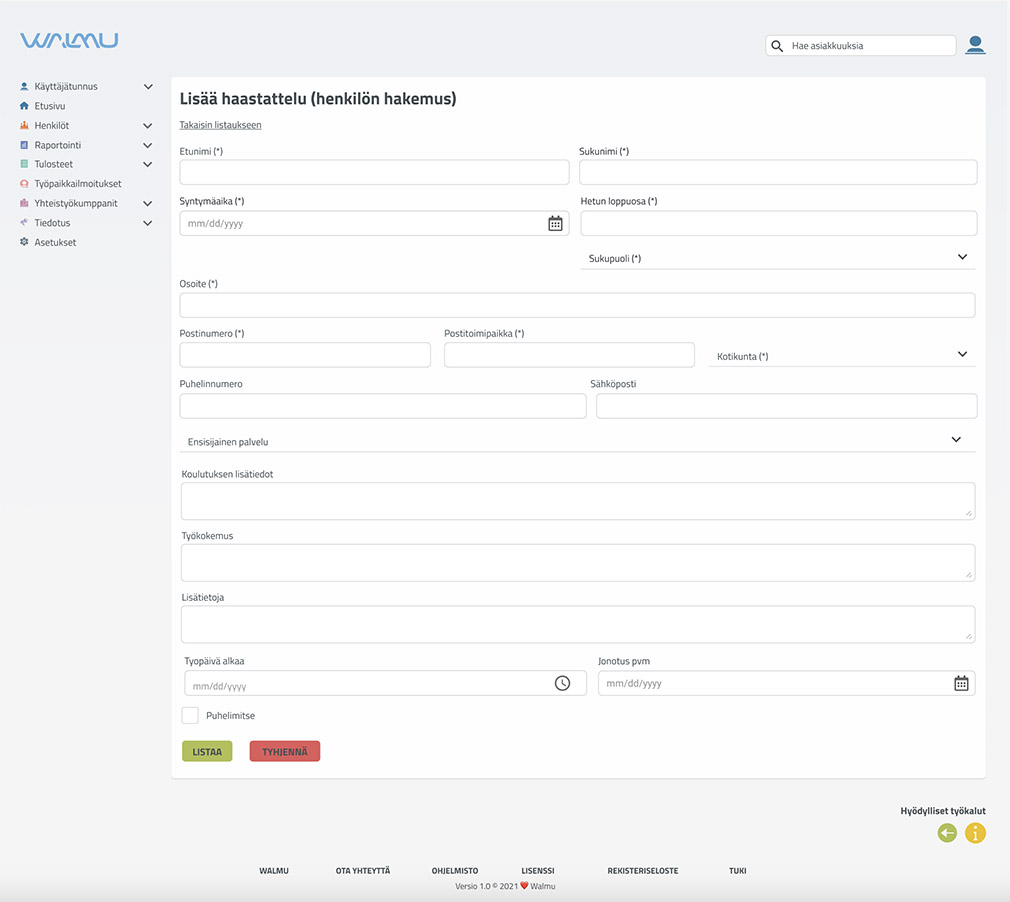 WALMU
Hae asiakkuuksia
Käyttäjätunnus
Etusivu
Henkilöt
Raportointi
Tulosteet
Työpaikkailmoitukset
Yhteistyökumppanit
Tiedotus
Asetukset
Lisää haastattelu (henkilön hakemus)
Takaisin listaukseen
Etunimi (*)
Sukunimi (*)
Syntymäaika (*)
Hetun loppuosa (*)
mm/dd/yyyy
Sukupuoli (*)
Osoite (*)
Postinumero (*)
Postitoimipaikka (*)
Kotikunta (*)
Puhelinnumero
Sähköposti
Ensisijainen palvelu
Koulutuksen lisätiedot
Työkokemus
Lisätietoja
Tyopäivä alkaa
Jonotus pvm
mm/dd/yyyy
mm/dd/yyyy
Puhelimitse
LISTAA
TYHJENNÄ
Hyödylliset työkalut
WALMU
OTA YHTEYTTÄ
OHJELMISTO
LISENSSI
REKISTERISELOSTE
TUKI
Versio 1.0 © 2021 ❤️ Walmu